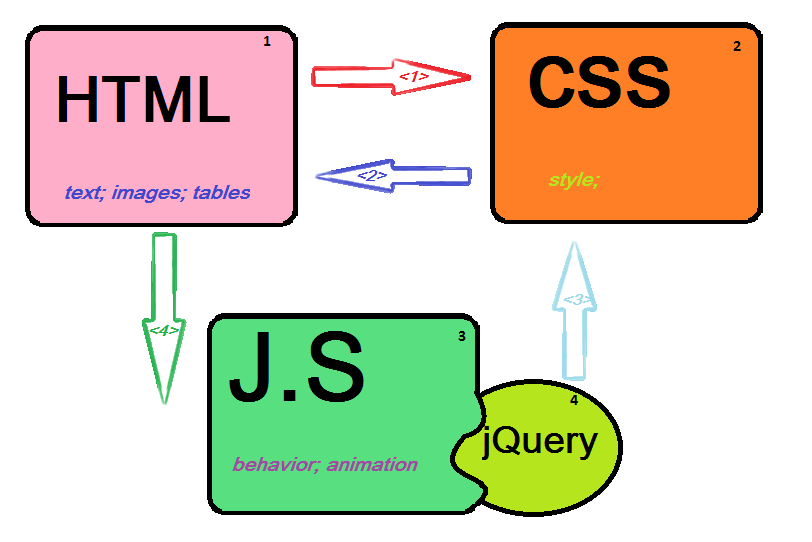 1
HTML
text; images; tables
<1>
<2>
2
CSS
style;
<3>
<4>
3
J.S
behavior; animation
4
jQuery